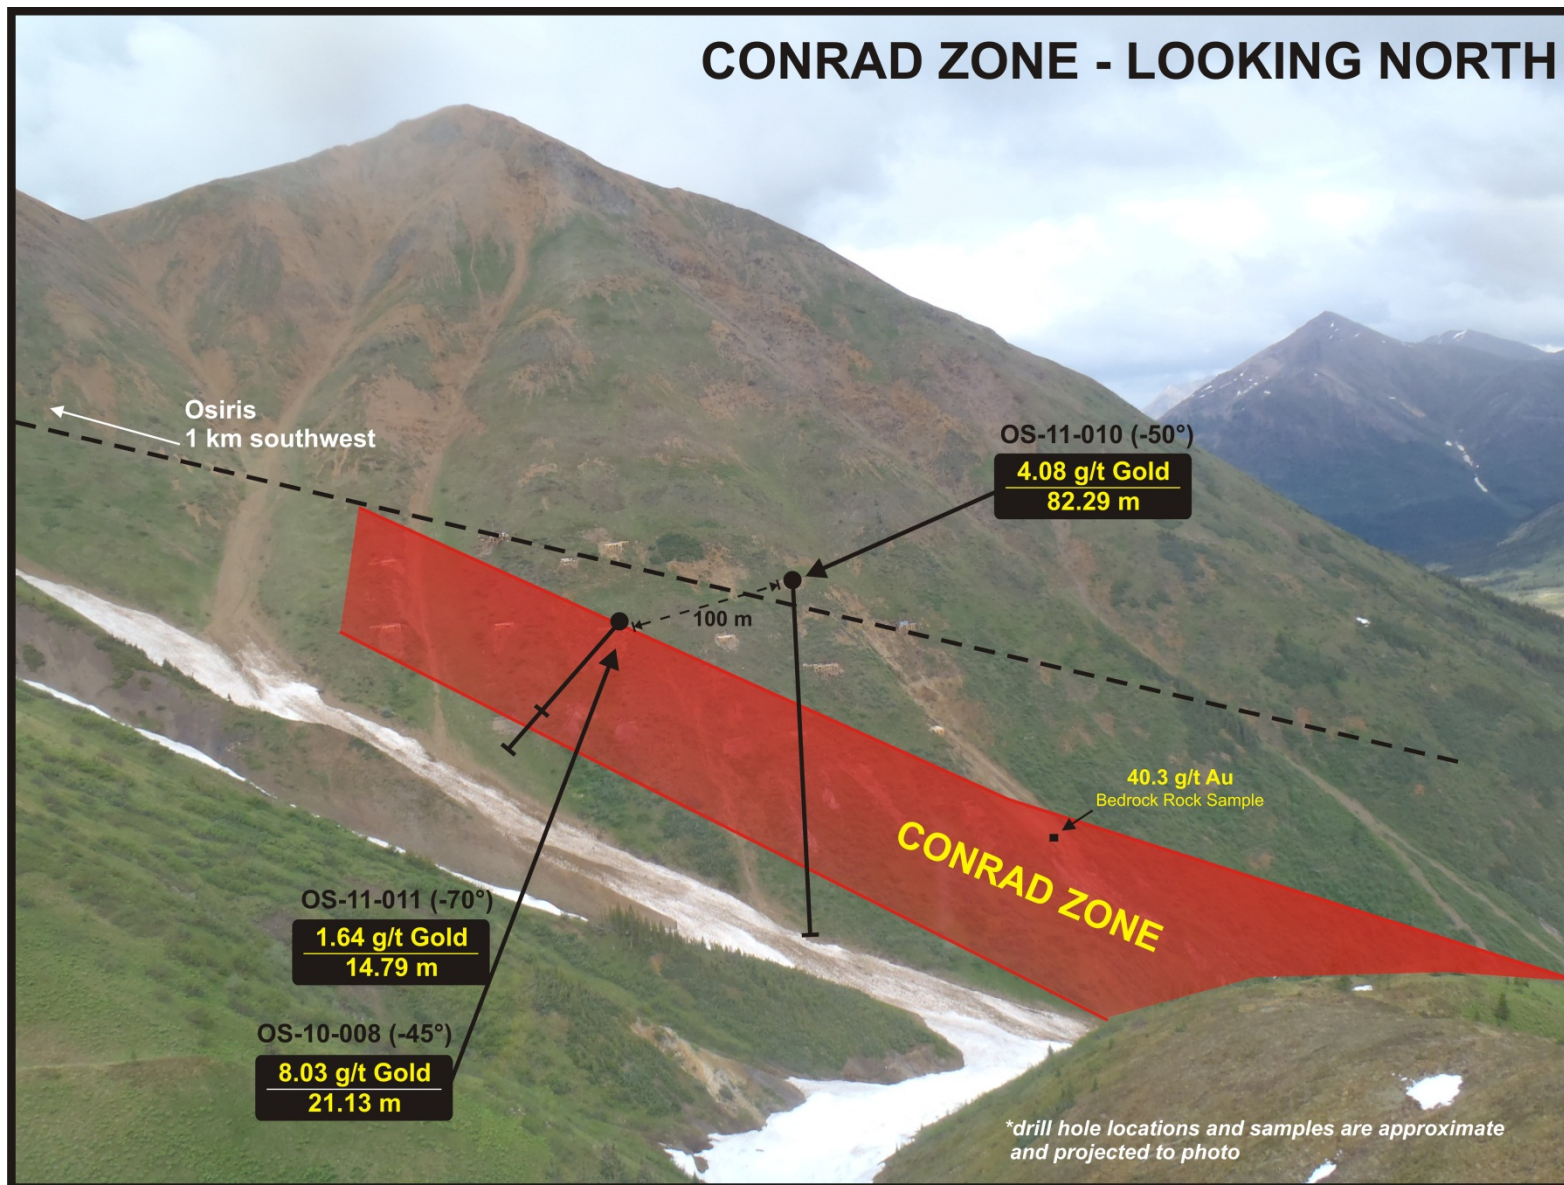 CONRAD ZONE - LOOKING NORTH
Osiris
1 km southwest
OS-11-010 (-50°)
4.08 g/t Gold
82.29 m
100 m
40.3 g/t Au
Bedrock Rock Sample
CONRAD ZONE
OS-11-011 (-70°)
1.64 g/t Gold
14.79 m
OS-10-008 (-45°)
8.03 g/t Gold
21.13 m
*drill hole locations and samples are approximate
and projected to photo